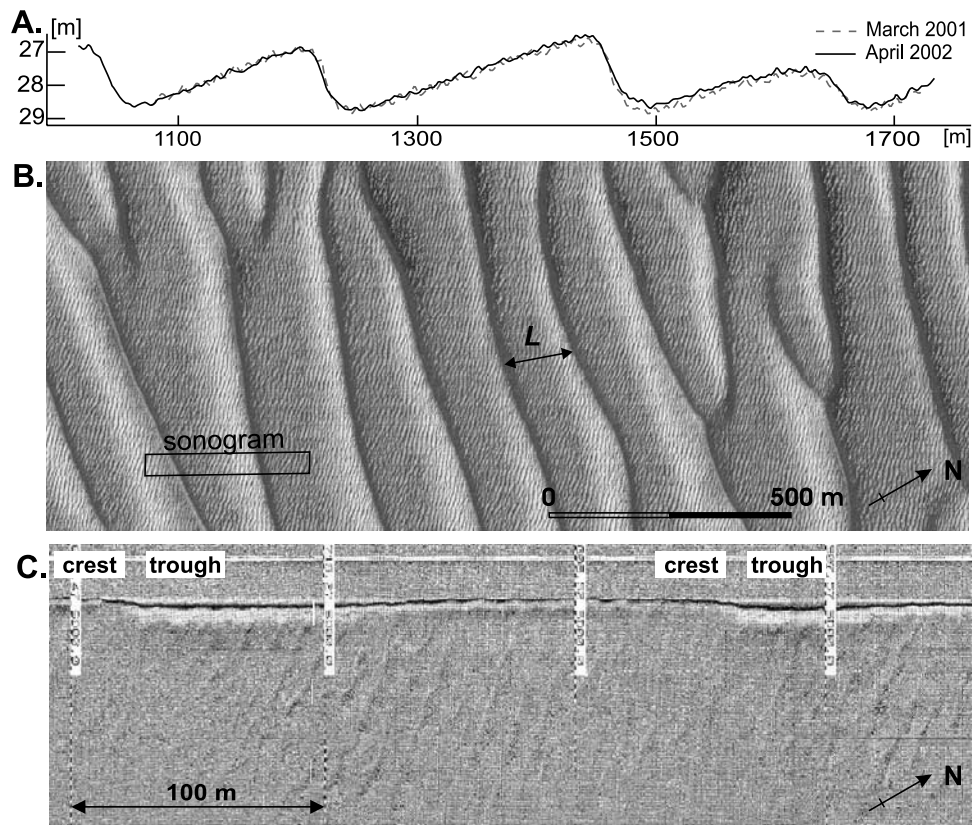 A.
[m]
March 2001
April 2002
27
28
29
1100
1300
1500
1700
[m]
B.
L
sonogram
0
500 m
N
C.
crest
trough
crest
trough
100 m
N